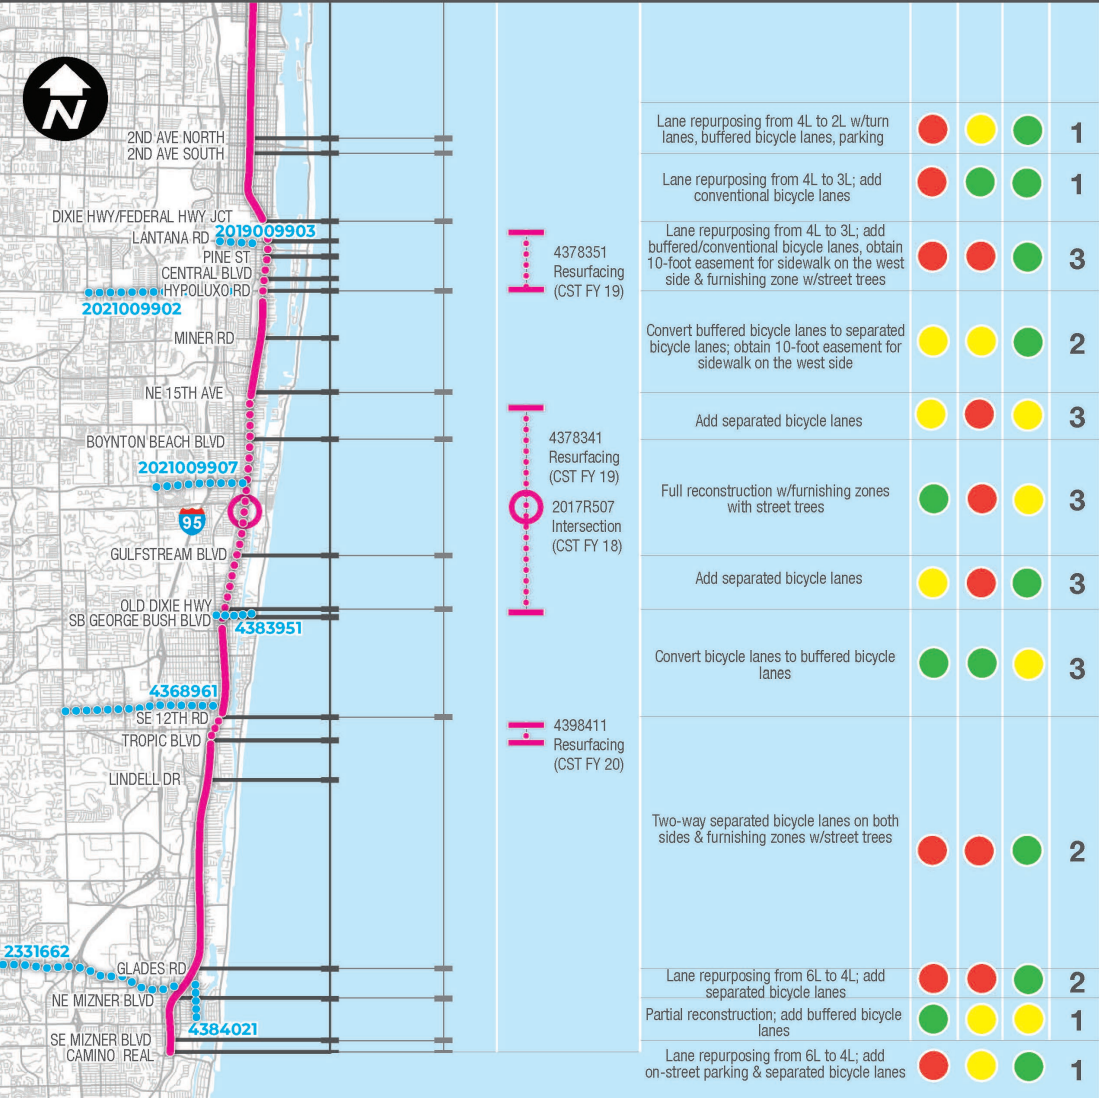 N
2ND AVE NORTH
2ND AVE SOUTH
DIXIE HWY/FEDERAL HWY JCT
2019009903
LANTANA RD
PINE ST
CENTRAL BLVD
HYPOLUXO RD
2021009902
MINER RD
NE 15TH AVE
BOYNTON BEACH BLVD
2021009907
95
GULFSTREAM BLVD
OLD DIXIE HWY
SB GEORGE BUSH BLVD
4383951
4368961
SE 12TH RD
TROPIC BLVD
LINDELL DR
2331662
GLADES RD
NE MIZNER BLVD
4384021
SE MIZNER BLVD
CAMINO REAL
4378351
Resurfacing
(CST FY 19)
4378341
Resurfacing
(CST FY 19)
2017R507
Intersection
(CST FY 18)
4398411
Resurfacing
(CST FY 20)
Lane repurposing from 4L to 2L w/turn
lanes, buffered bicycle lanes, parking
1
Lane repurposing from 4L to 3L; add
conventional bicycle lanes
1
Lane repurposing from 4L to 3L; add
buffered/conventional bicycle lanes, obtain
10-foot easement for sidewalk on the west
side & furnishing zone w/street trees
3
Convert buffered bicycle lanes to separated
bicycle lanes; obtain 10-foot easement for
sidewalk on the west side
2
Add separated bicycle lanes
3
Full reconstruction w/furnishing zones
with street trees
3
Add separated bicycle lanes
3
Convert bicycle lanes to buffered bicycle
lanes
3
Two-way separated bicycle lanes on both
sides & furnishing zones w/street trees
2
Lane repurposing from 6L to 4L; add
separated bicycle lanes
2
Partial reconstruction; add buffered bicycle
lanes
1
Lane repurposing from 6L to 4L; add
on-street parking & separated bicycle lanes
1